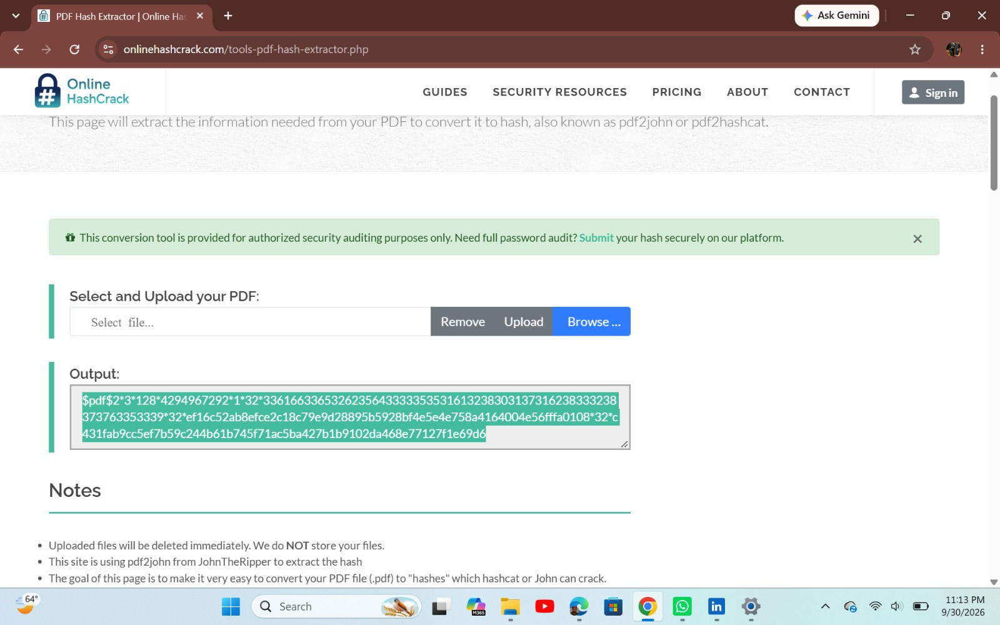 PDF Hash Extractor | Online Has
Ask Gemini
onlinehashcrack.com/tools-pdf-hash-extractor.php
Online
HashCrack
GUIDES
SECURITY RESOURCES
PRICING
ABOUT
CONTACT
Sign in
This page will extract the information needed from your PDF to convert it to hash, also known as pdf2john or pdf2hashcat.
This conversion tool is provided for authorized security auditing purposes only. Need full password audit? Submit your hash securely on our platform.
Select and Upload your PDF:
Select file...
Remove
Upload
Browse ...
Output:
$pdf$2*3*128*4294967292*1*32*3361663365326235643333353531613238303137316238333238
373763353339*32*ef16c52ab8efce2c18c79e9d28895b5928bf4e5e4e758a4164004e56fffa0108*32*c
431fab9cc5ef7b59c244b61b745f71ac5ba427b1b9102da468e77127f1e69d6
Notes
Uploaded files will be deleted immediately. We do NOT store your files.
This site is using pdf2john from JohnTheRipper to extract the hash
The goal of this page is to make it very easy to convert your PDF file (.pdf) to "hashes" which hashcat or John can crack.
64°
Search
M365
11:13 PM
9/30/2026